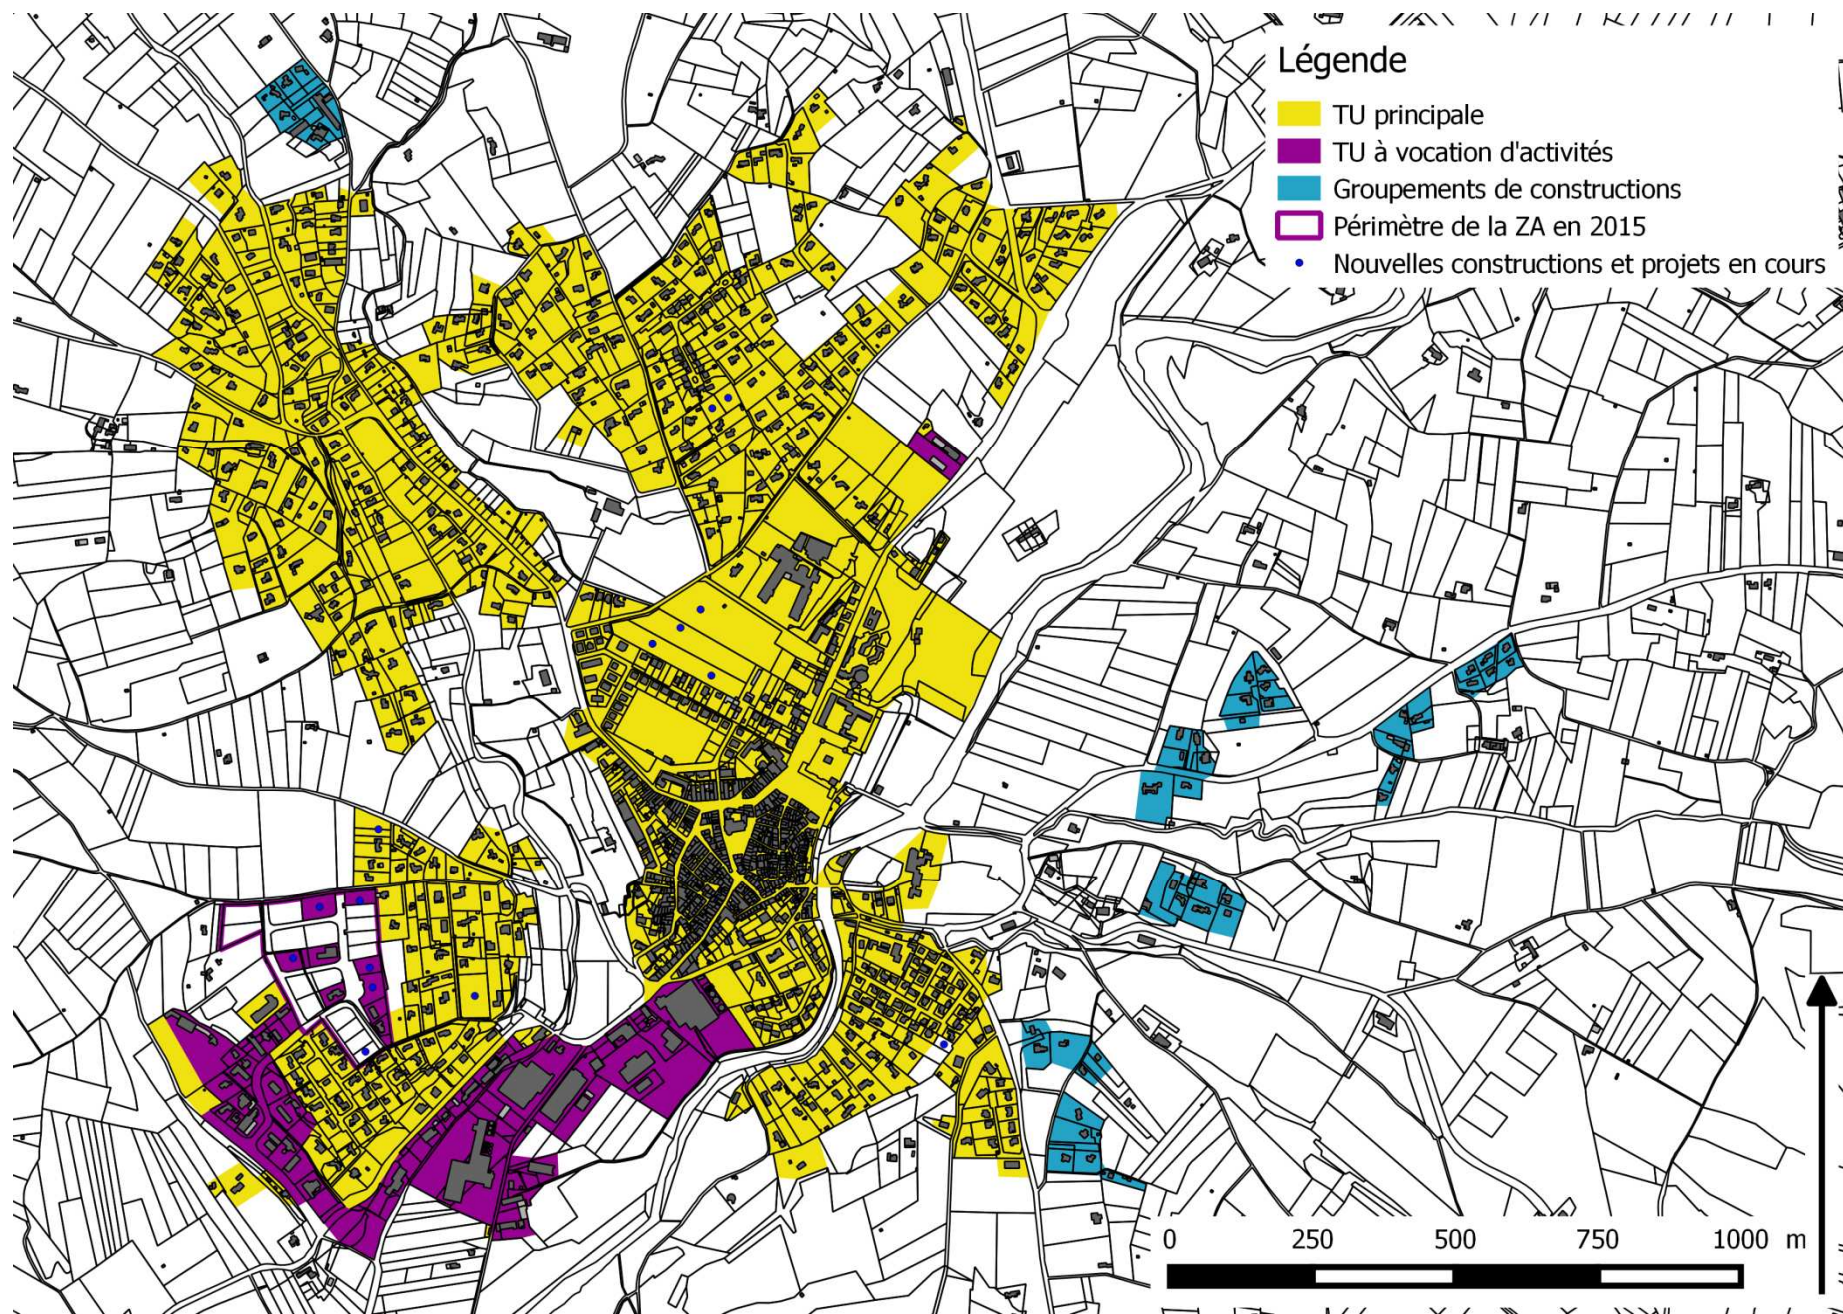 Légende
TU principale
TU à vocation d'activités
Groupements de constructions
Périmètre de la ZA en 2015
Nouvelles constructions et projets en cours
0 250 500 750 1000 m